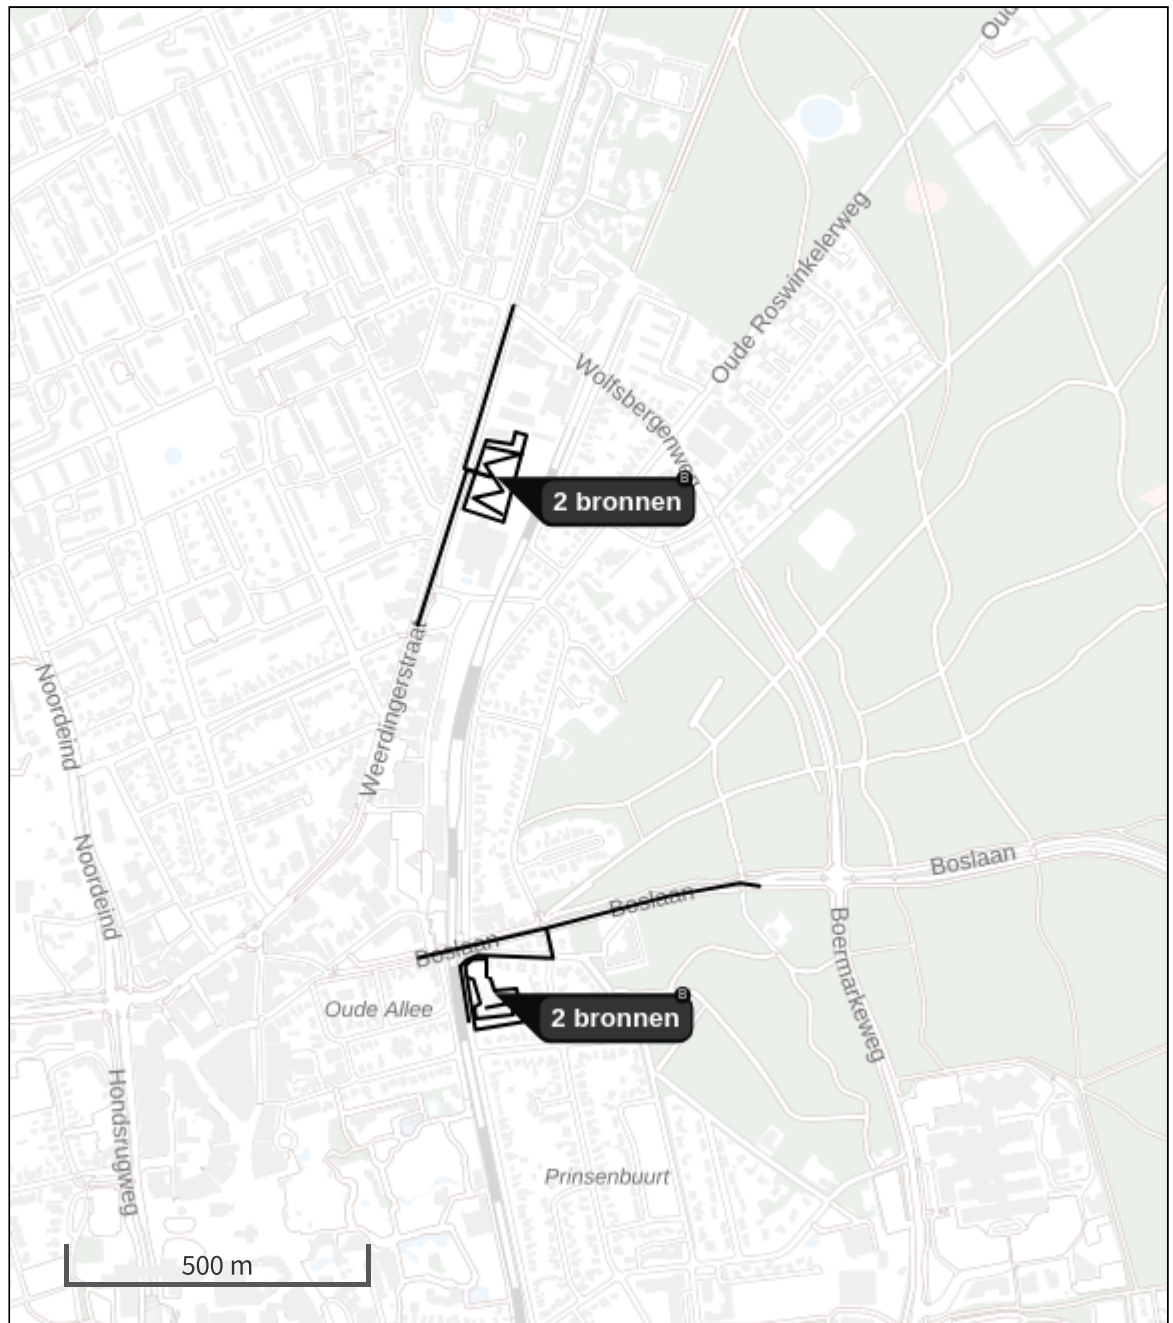 Oud
Oude Roswinkelerweg
Wolfsbergenweg
B
2 bronnen
Weerdingerstraat
Noordeind
Noordeind
Boslaan
Boslaan
Boslaan
Boermarkeweg
B
2 bronnen
Oude Allee
Hondsrugweg
Prinsenbuurt
500 m